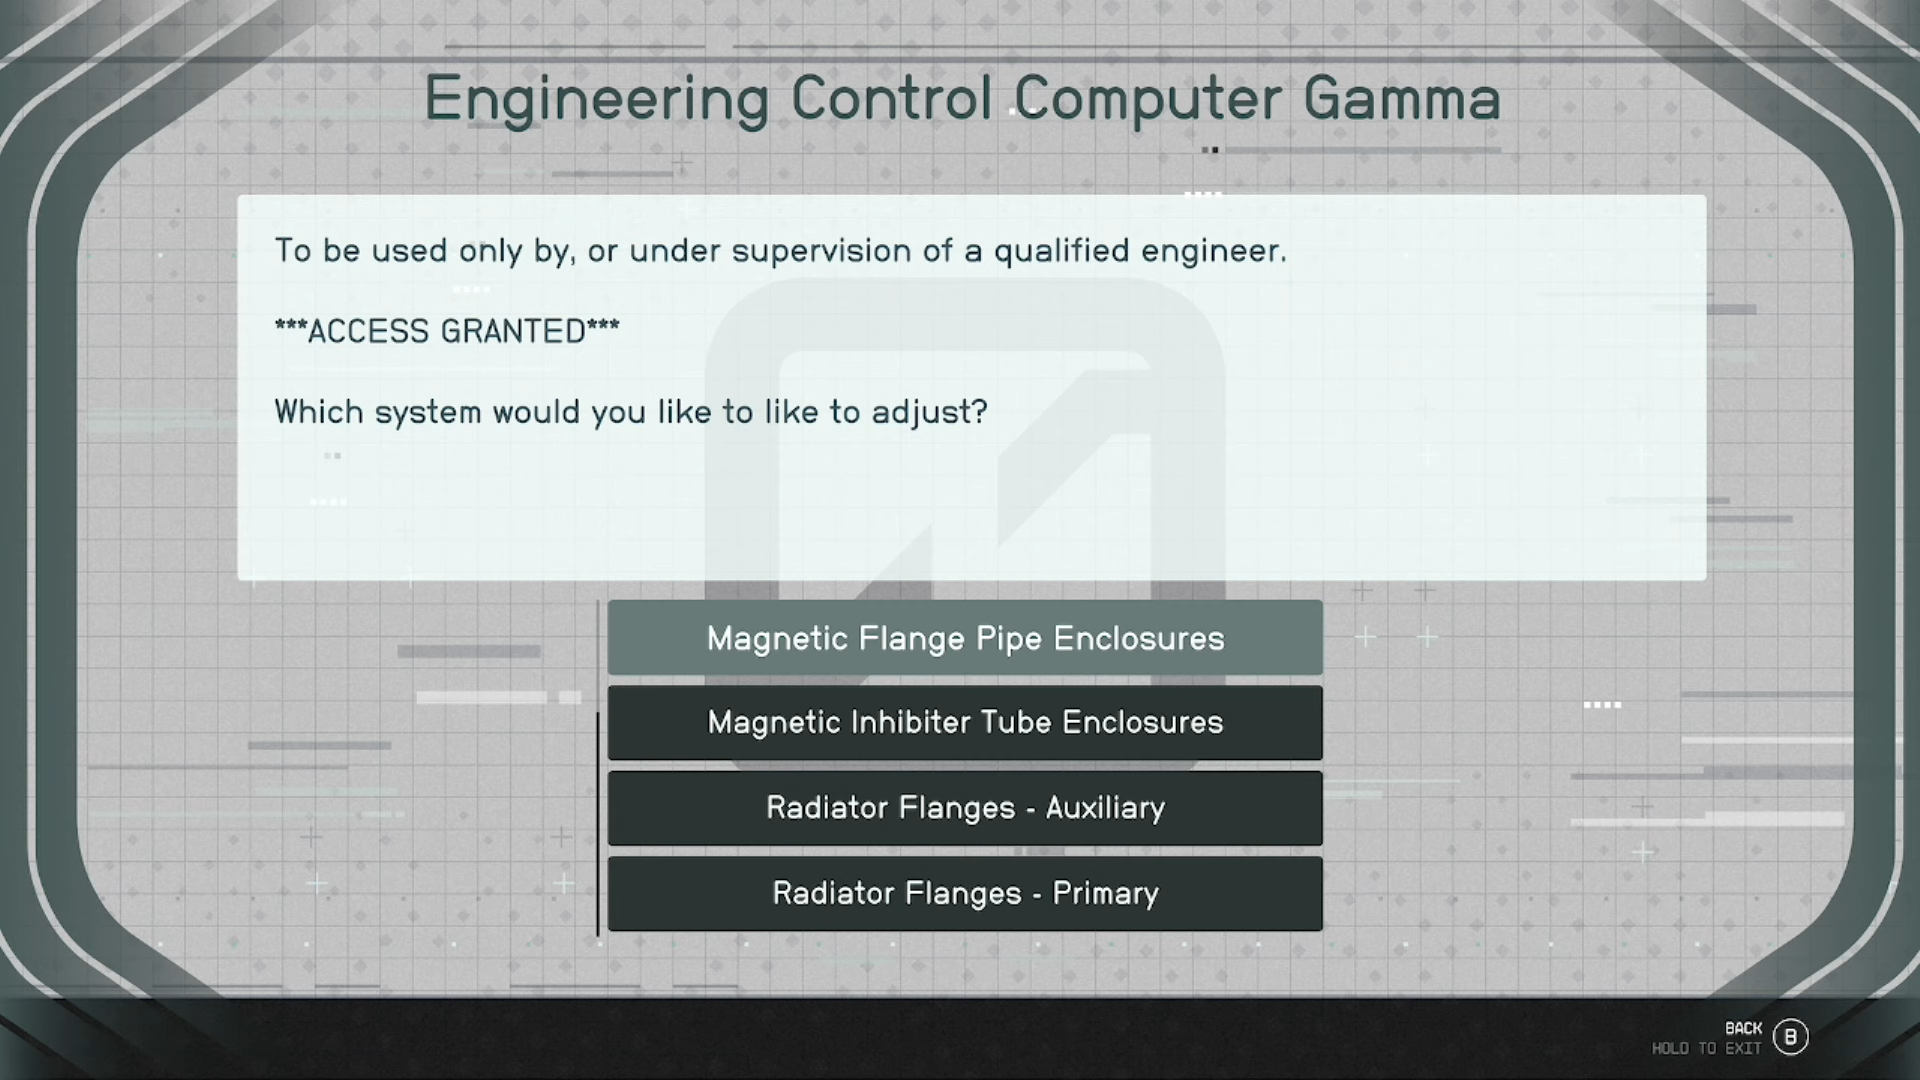 Engineering Control Computer Gamma
To be used only by, or under supervision of a qualified engineer.
***ACCESS GRANTED***
Which system would you like to like to adjust?
Magnetic Flange Pipe Enclosures
Magnetic Inhibiter Tube Enclosures
Radiator Flanges - Auxiliary
Radiator Flanges - Primary
BACK
HOLD TO EXIT
B